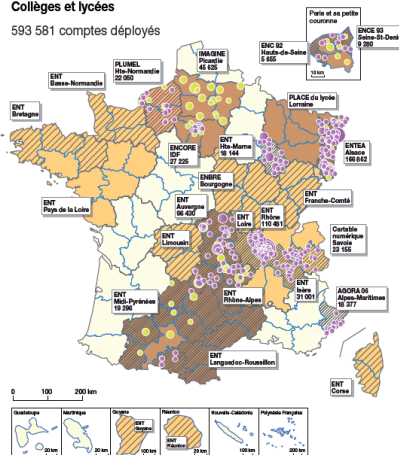 Collèges et lycées
593 581 comptes déployés
Paris et sa petite
couronne
ENC 92
Hauts-de-Seine
5 655
ENCE 93
Seine-St-Denis
9 280
10 km
IMAGINE
Picardie
45 625
PLUMEL
Hte-Normandie
22 050
ENT
Basse-Normandie
ENT
Bretagne
PLACE du lycée
Lorraine
ENCORE
IDF
27 225
ENT
Hte-Marne
18 144
ENTEA
Alsace
166 862
ENBRE
Bourgogne
ENT
Franche-Comté
ENT
Pays de la Loire
ENT
Auvergne
96 430
ENT
Loire
ENT
Rhône
110 481
ENT
Limousin
Cartable
numérique
Savoie
23 155
ENT
Isère
31 001
AGORA 06
Alpes-Maritimes
18 377
ENT
Midi-Pyrénées
19 296
ENT
Rhône-Alpes
ENT
Languedoc-Roussillon
ENT
Corse
0 100 200 km
Guadeloupe
20 km
Martinique
20 km
Guyane
ENT
Guyane
100 km
Réunion
ENT
Réunion
20 km
Nouvelle-Calédonie
100 km
Polynésie Française
200 km